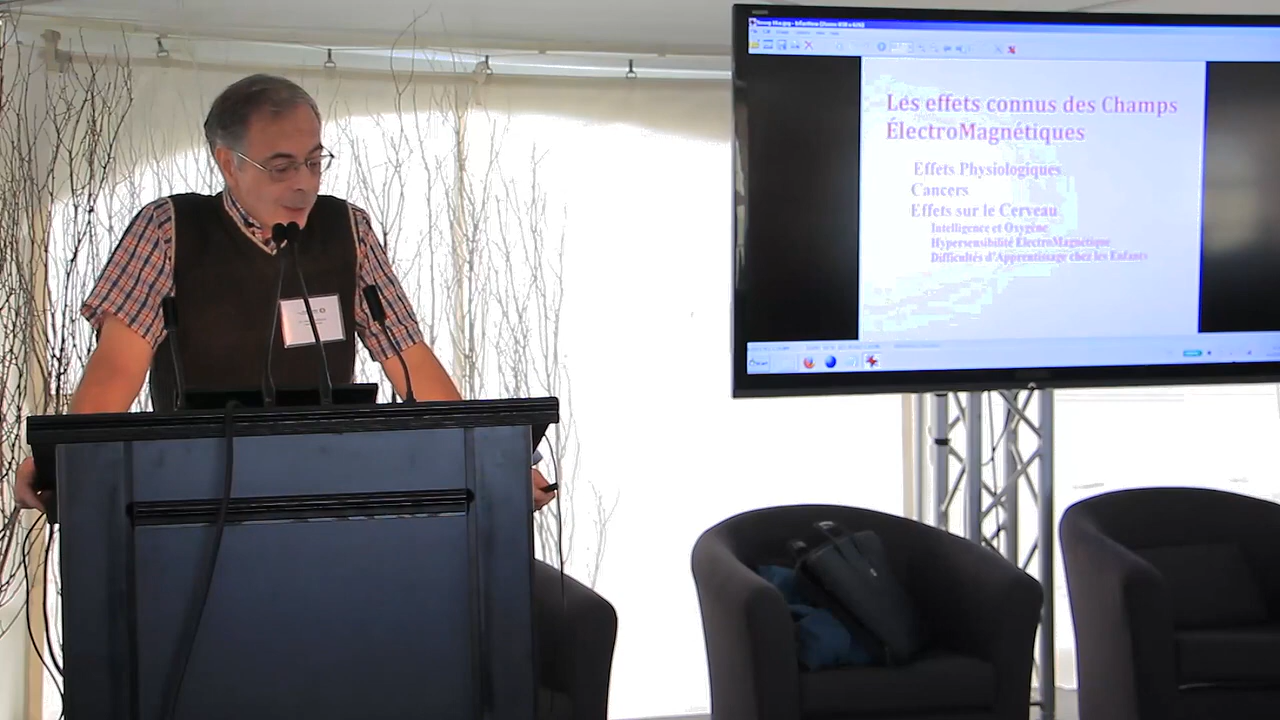 Les effets connus des Champs
ÉlectroMagnétiques
Effets Physiologiques
Cancers
Effets sur le Cerveau
Intelligence et Oxygène
Hypersensibilité ÉlectroMagnétique
Difficultés d'Apprentissage chez les Enfants